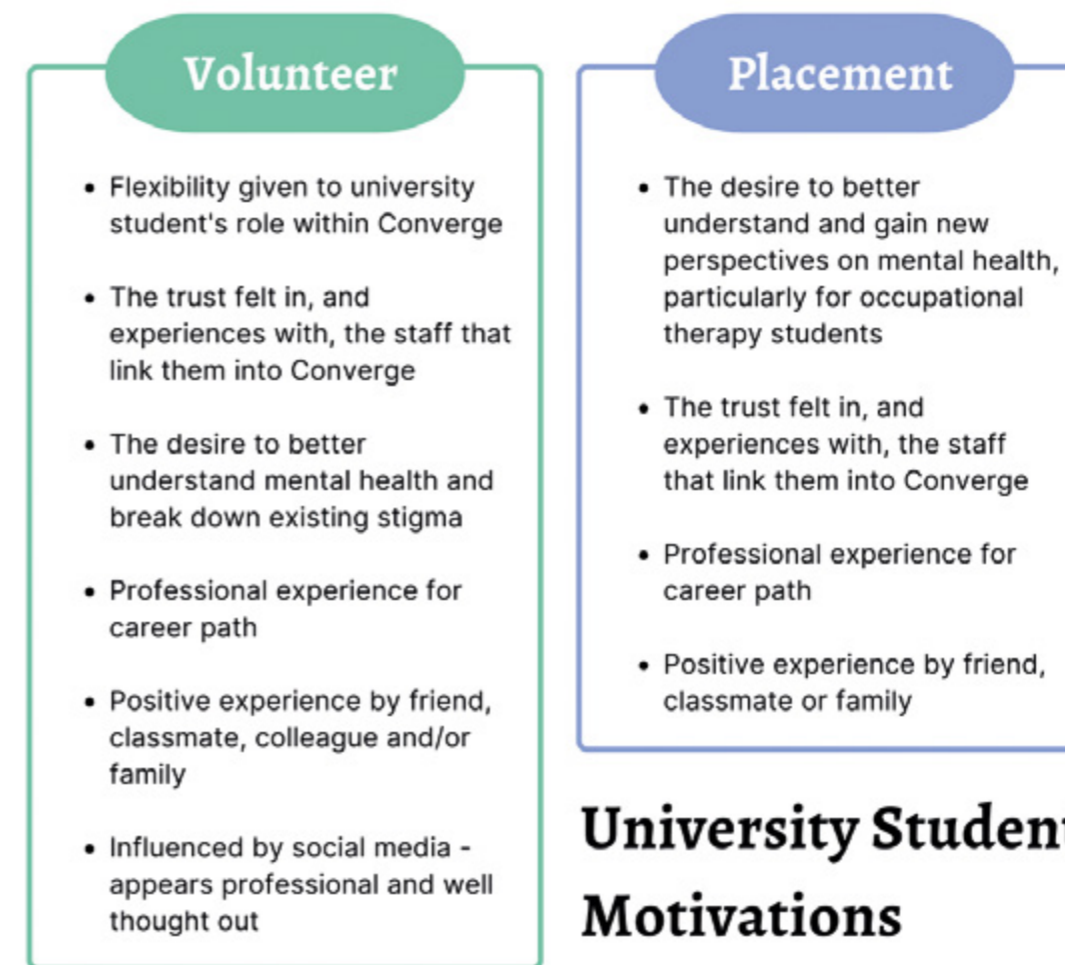 Volunteer
• Flexibility given to university
student's role within Converge
• The trust felt in, and
experiences with, the staff that
link them into Converge
• The desire to better
understand mental health and
break down existing stigma
• Professional experience for
career path
• Positive experience by friend,
classmate, colleague and/or
family
• Influenced by social media -
appears professional and well
thought out
Placement
• The desire to better
understand and gain new
perspectives on mental health,
particularly for occupational
therapy students
• The trust felt in, and
experiences with, the staff
that link them into Converge
• Professional experience for
career path
• Positive experience by friend,
classmate or family
University Student
Motivations